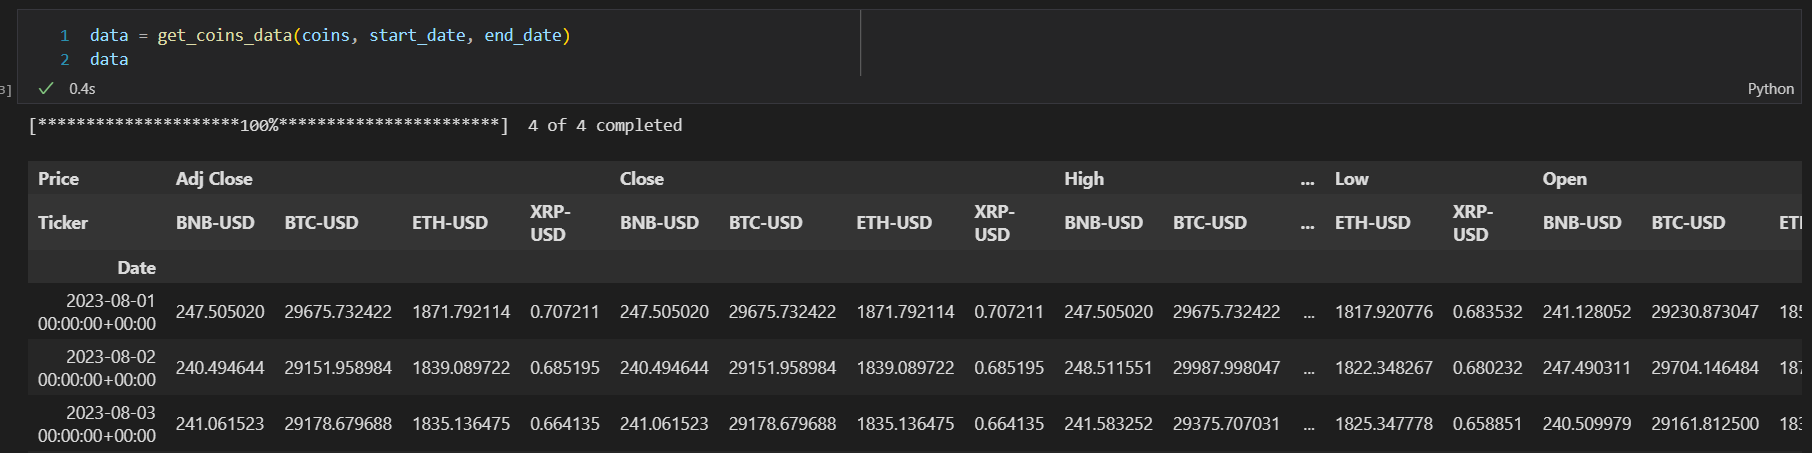 1 data = get_coins_data(coins, start_date, end_date)
2 data
3] ✓ 0.4s Python
[*********************100%***********************] 4 of 4 completed
Price Adj Close Close High ... Low Open
Ticker BNB-USD BTC-USD ETH-USD XRP-USD BNB-USD BTC-USD ETH-USD XRP-USD BNB-USD BTC-USD ... ETH-USD XRP-USD BNB-USD BTC-USD
Date
2023-08-01 00:00:00+00:00 247.505020 29675.732422 1871.792114 0.707211 247.505020 29675.732422 1871.792114 0.707211 247.505020 29675.732422 ... 1817.920776 0.683532 241.128052 29230.873047
2023-08-02 00:00:00+00:00 240.494644 29151.958984 1839.089722 0.685195 240.494644 29151.958984 1839.089722 0.685195 248.511551 29987.998047 ... 1822.348267 0.680232 247.490311 29704.146484
2023-08-03 00:00:00+00:00 241.061523 29178.679688 1835.136475 0.664135 241.061523 29178.679688 1835.136475 0.664135 241.583252 29375.707031 ... 1825.347778 0.658851 240.509979 29161.812500